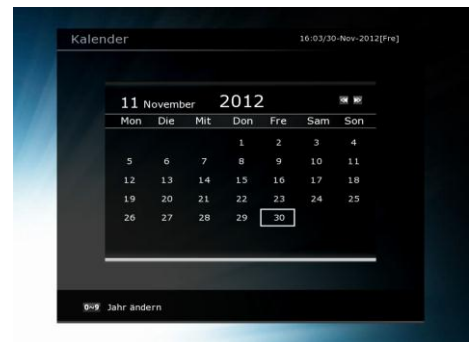 Kalender 16:03/30-Nov-2012[Fre]
11 November 2012
Mon Die Mit Don Fre Sam Son
1 2 3 4
5 6 7 8 9 10 11
12 13 14 15 16 17 18
19 20 21 22 23 24 25
26 27 28 29 30
0~9 Jahr ändern